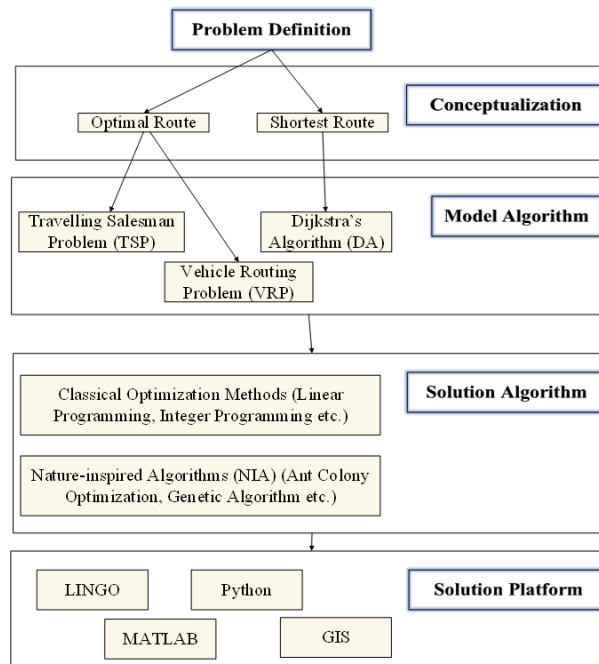 Problem Definition
Conceptualization
Optimal Route
Shortest Route
Model Algorithm
Travelling Salesman
Problem (TSP)
Dijkstra's
Algorithm (DA)
Vehicle Routing
Problem (VRP)
Solution Algorithm
Classical Optimization Methods (Linear
Programming, Integer Programming etc.)
Nature-inspired Algorithms (NIA) (Ant Colony
Optimization, Genetic Algorithm etc.)
Solution Platform
LINGO
Python
MATLAB
GIS